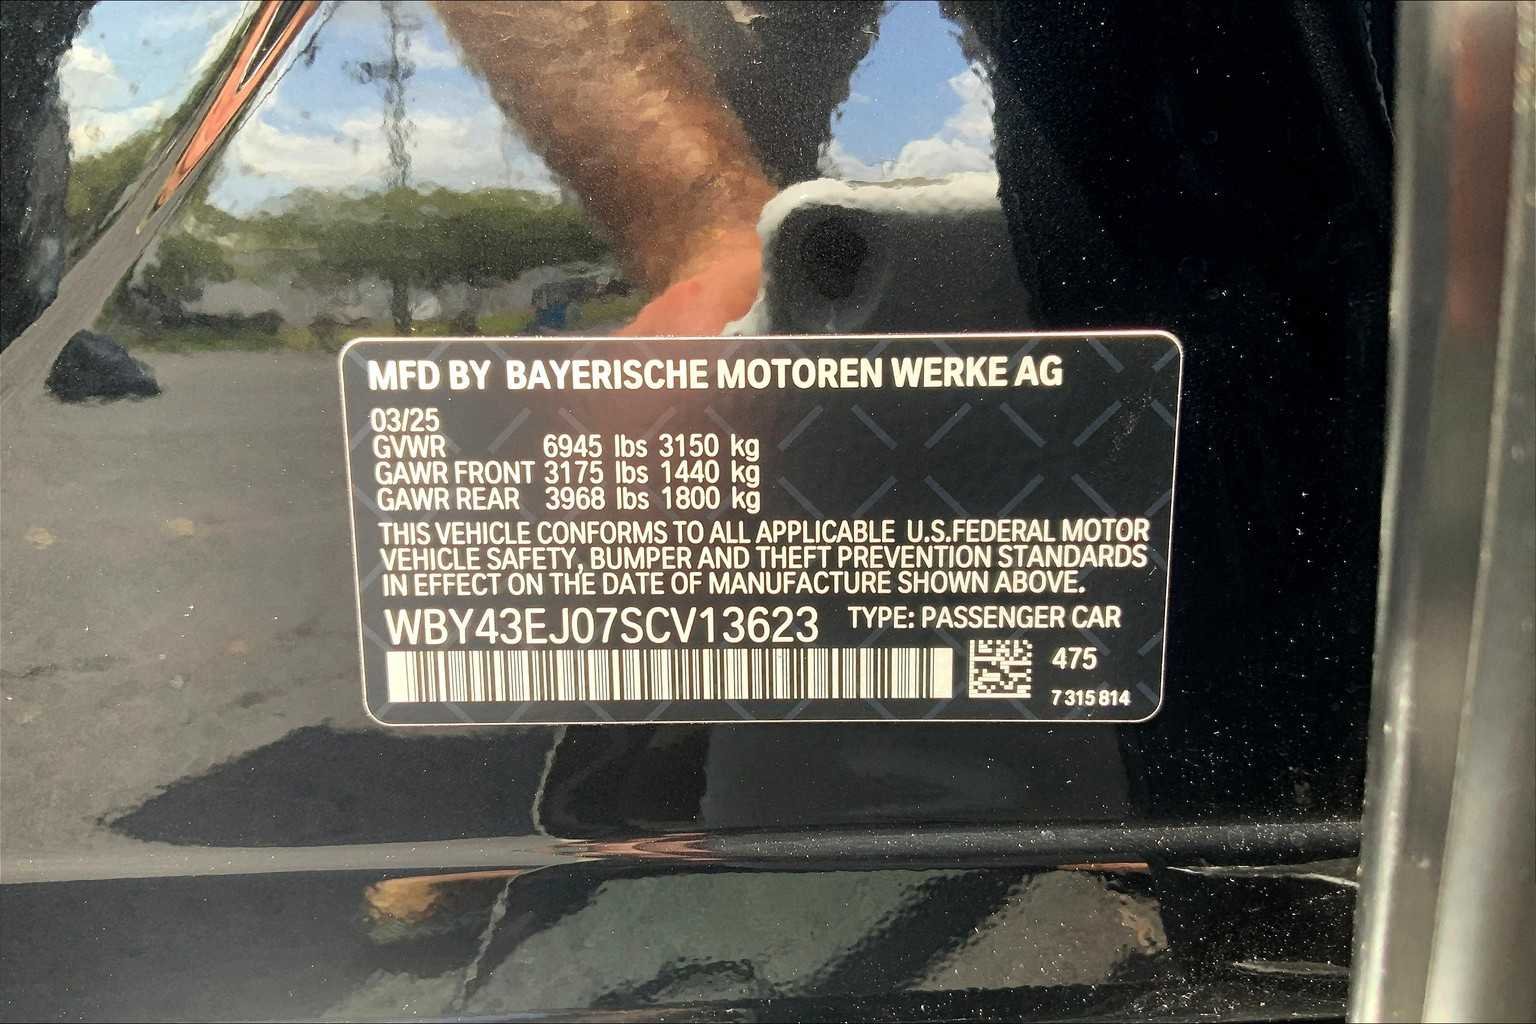 MFD BY BAYERISCHE MOTOREN WERKE AG
03/25
GVWR 6945 lbs 3150 kg
GAWR FRONT 3175 lbs 1440 kg
GAWR REAR 3968 lbs 1800 kg
THIS VEHICLE CONFORMS TO ALL APPLICABLE U.S.FEDERAL MOTOR
VEHICLE SAFETY, BUMPER AND THEFT PREVENTION STANDARDS
IN EFFECT ON THE DATE OF MANUFACTURE SHOWN ABOVE.
WBY43EJ07SCV13623 TYPE: PASSENGER CAR
475
7 315 814